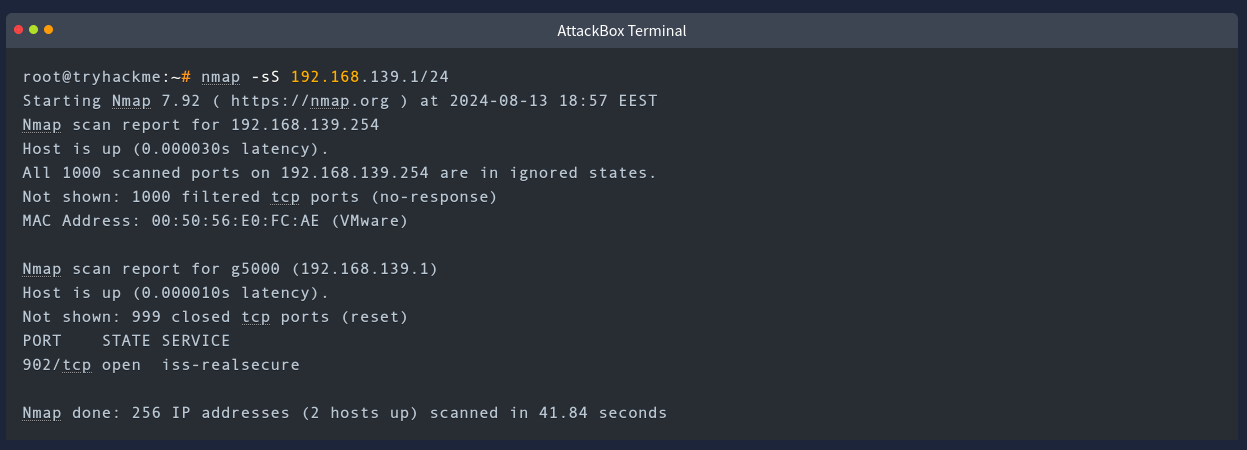 AttackBox Terminal
root@tryhackme:~# nmap -sS 192.168.139.1/24
Starting Nmap 7.92 ( https://nmap.org ) at 2024-08-13 18:57 EEST
Nmap scan report for 192.168.139.254
Host is up (0.000030s latency).
All 1000 scanned ports on 192.168.139.254 are in ignored states.
Not shown: 1000 filtered tcp ports (no-response)
MAC Address: 00:50:56:E0:FC:AE (VMware)

Nmap scan report for g5000 (192.168.139.1)
Host is up (0.000010s latency).
Not shown: 999 closed tcp ports (reset)
PORT    STATE SERVICE
902/tcp open  iss-realsecure

Nmap done: 256 IP addresses (2 hosts up) scanned in 41.84 seconds